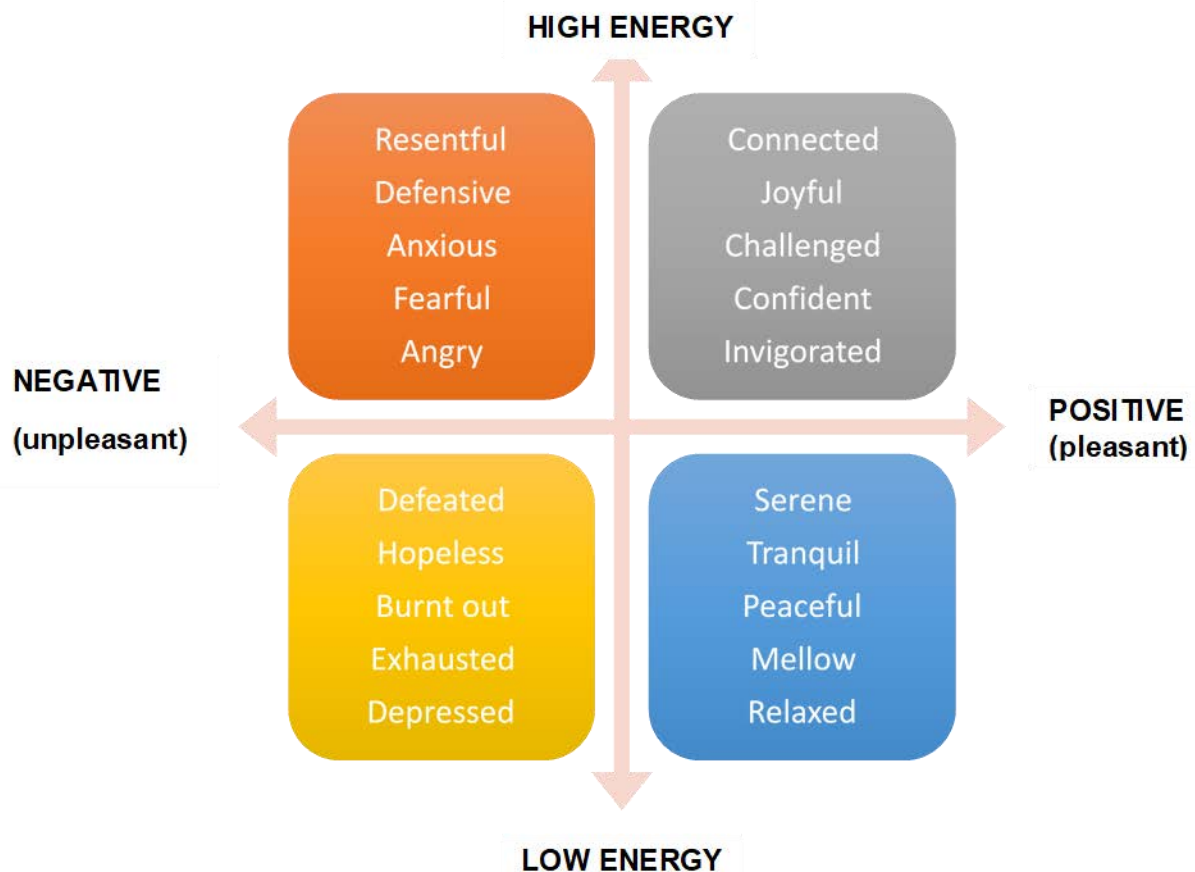 HIGH ENERGY
Resentful
Defensive
Anxious
Fearful
Angry
Connected
Joyful
Challenged
Confident
Invigorated
NEGATIVE
(unpleasant)
POSITIVE
(pleasant)
Defeated
Hopeless
Burnt out
Exhausted
Depressed
Serene
Tranquil
Peaceful
Mellow
Relaxed
LOW ENERGY